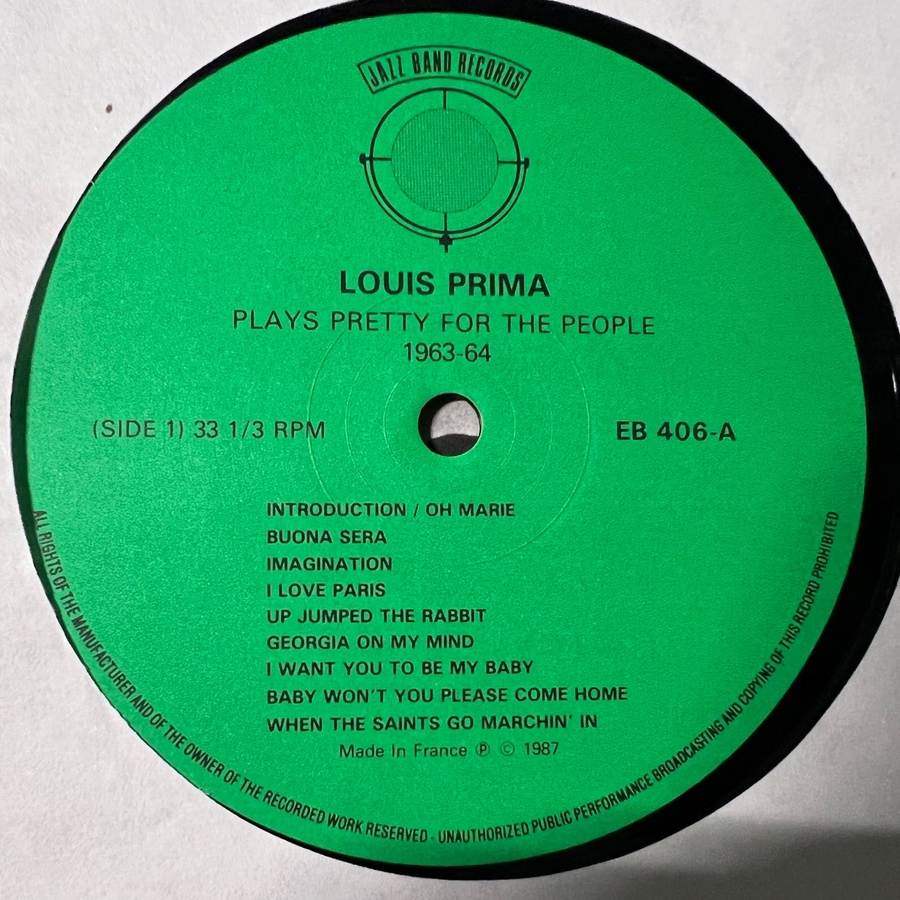 JAZZ BAND RECORDS
LOUIS PRIMA
PLAYS PRETTY FOR THE PEOPLE
1963-64
(SIDE 1) 33 1/3 RPM
EB 406-A
INTRODUCTION / OH MARIE
BUONA SERA
IMAGINATION
I LOVE PARIS
UP JUMPED THE RABBIT
GEORGIA ON MY MIND
I WANT YOU TO BE MY BABY
BABY WON'T YOU PLEASE COME HOME
WHEN THE SAINTS GO MARCHIN' IN
Made In France ℗ © 1987
ALL RIGHTS OF THE MANUFACTURER AND OF THE OWNER OF THE RECORDED WORK RESERVED - UNAUTHORIZED PUBLIC PERFORMANCE BROADCASTING AND COPYING OF THIS RECORD PROHIBITED